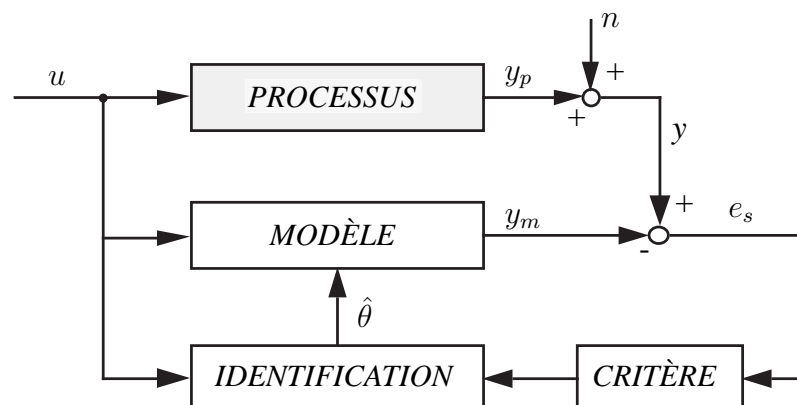 n
u
PROCESSUS
y_p
+
+
y
MODÈLE
y_m
+
-
e_s
θ̂
IDENTIFICATION
CRITÈRE